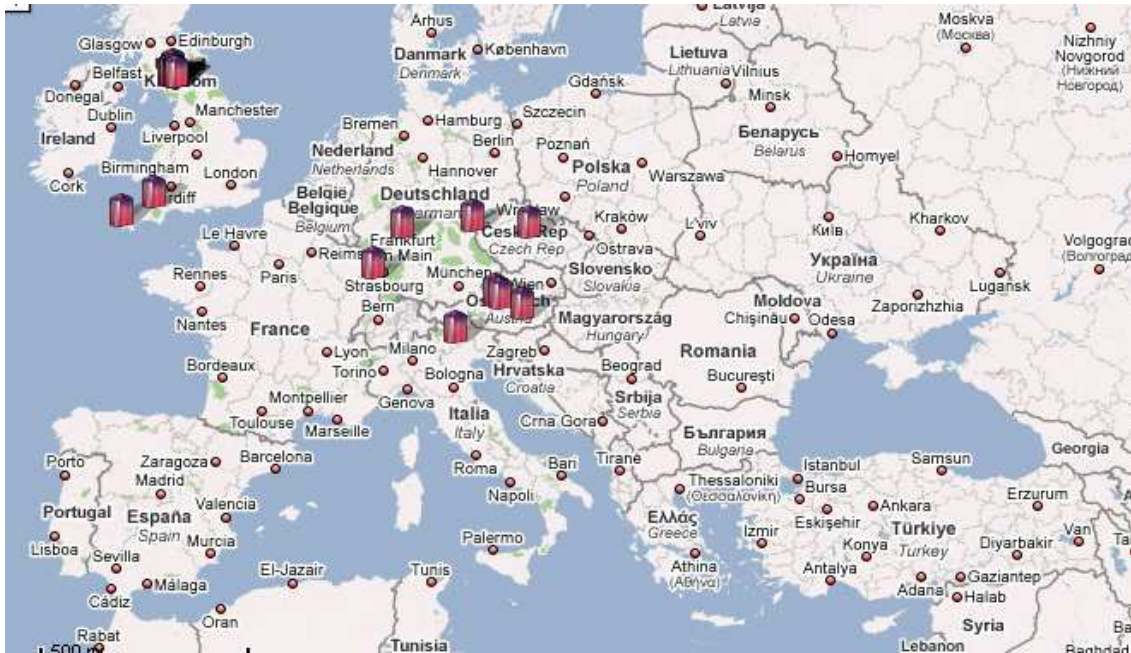 Latvija
Latvia
Arhus
Moskva
(Москва)
Nizhniy
Novgorod
(Нижний
Новгород)
Glasgow
Edinburgh
Danmark
Denmark
København
Lietuva
Lithuania
Vilnius
Belfast
Donegal
Gdańsk
Minsk
Manchester
Dublin
Ireland
Liverpool
Hamburg
Szczecin
Bremen
Беларусь
Belarus
Nederland
Netherlands
Berlin
Poznań
Homyel
Birmingham
Hannover
Polska
Poland
Warszawa
London
Cork
België
Belgique
Belgium
Deutschland
Kraków
L'viv
Київ
Kharkov
Le Havre
Reims
Frankfurt
Czech Rep
Ostrava
Україна
Ukraine
Volgograd
Paris
Rennes
Strasbourg
München
Wien
Slovensko
Slovakia
Lugansk
Zaporizhzhia
Nantes
Bern
Austria
Magyarország
Hungary
Moldova
Chişinău
Odesa
France
Lyon
Milano
Zagreb
Hrvatska
Croatia
Romania
Beograd
Bordeaux
Torino
Bologna
Bucureşti
Genova
Srbija
Serbia
Montpellier
Toulouse
Marseille
Italia
Italy
Crna Gora
България
Bulgaria
Georgia
Porto
Zaragoza
Barcelona
Madrid
Roma
Bari
Tiranë
Istanbul
Samsun
Napoli
Thessaloniki
(Θεσσαλονίκη)
Bursa
Ankara
Erzurum
Portugal
España
Spain
Valencia
Ελλάς
Greece
Eskişehir
Türkiye
Turkey
Van
Lisboa
Murcia
Palermo
Izmir
Konya
Diyarbakir
Sevilla
Athina
(Αθήνα)
Antalya
Málaga
El-Jazair
Tunis
Adana
Gaziantep
Cádiz
Halab
Oran
Syria
Rabat
Tunisia
Lebanon
Baghdad